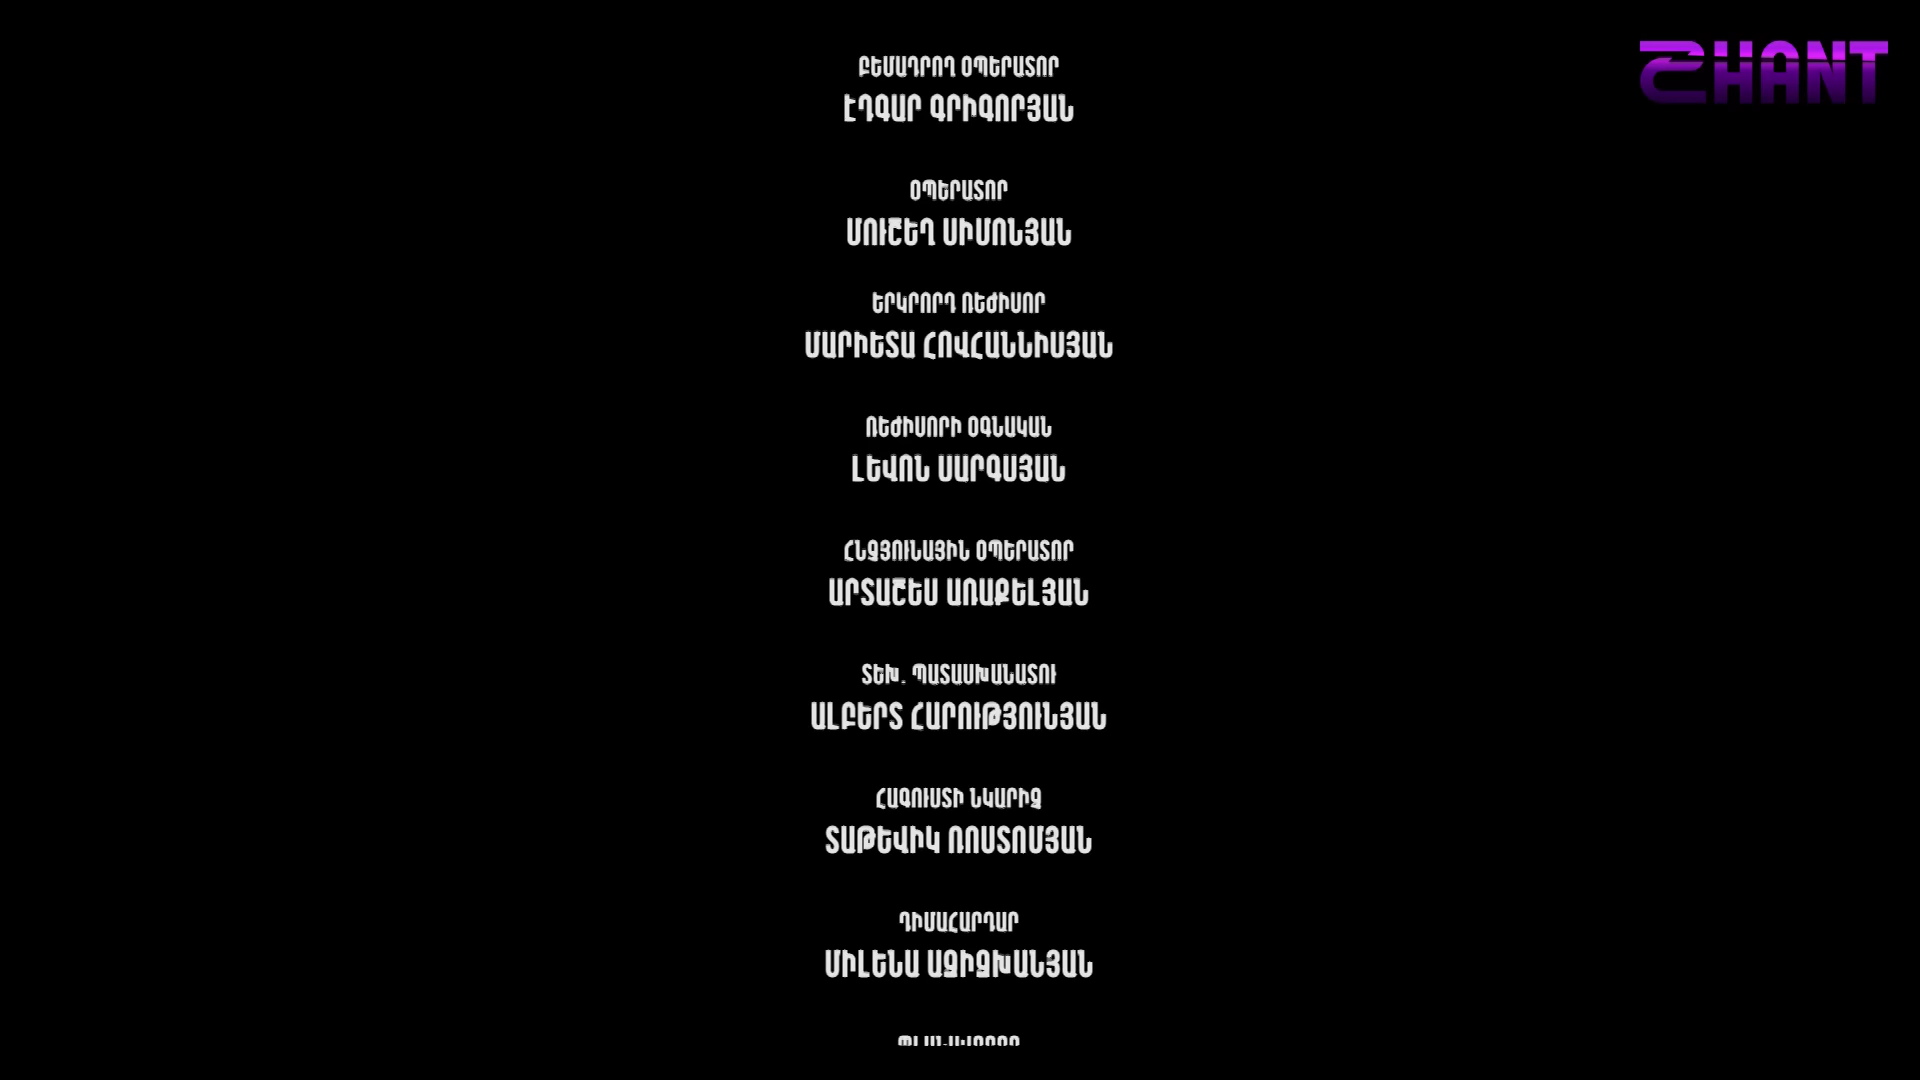 SHANT
ԲԵՄԱԴՐՈՂ ՕՊԵՐԱՏՈՐ
ԷԴԳԱՐ ԳՐԻԳՈՐՅԱՆ
ՕՊԵՐԱՏՈՐ
ՄՈՒՇԵՂ ՍԻՄՈՆՅԱՆ
ԵՐԿՐՈՐԴ ՌԵԺԻՍՈՐ
ՄԱՐԻԵՏԱ ՀՈՎՀԱՆՆԻՍՅԱՆ
ՌԵԺԻՍՈՐԻ ՕԳՆԱԿԱՆ
ԼԵՎՈՆ ՍԱՐԳՍՅԱՆ
ՀՆՉՅՈՒՆԱՅԻՆ ՕՊԵՐԱՏՈՐ
ԱՐՏԱՇԵՍ ԱՌԱՔԵԼՅԱՆ
ՏԵԽ. ՊԱՏԱՍԽԱՆԱՏՈՒ
ԱԼԲԵՐՏ ՀԱՐՈՒԹՅՈՒՆՅԱՆ
ՀԱԳՈՒՍՏԻ ՆԿԱՐԻՉ
ՏԱԹԵՎԻԿ ՌՈՍՏՈՄՅԱՆ
ԴԻՄԱՀԱՐԴԱՐ
ՄԻԼԵՆԱ ԱԶԻԶԽԱՆՅԱՆ